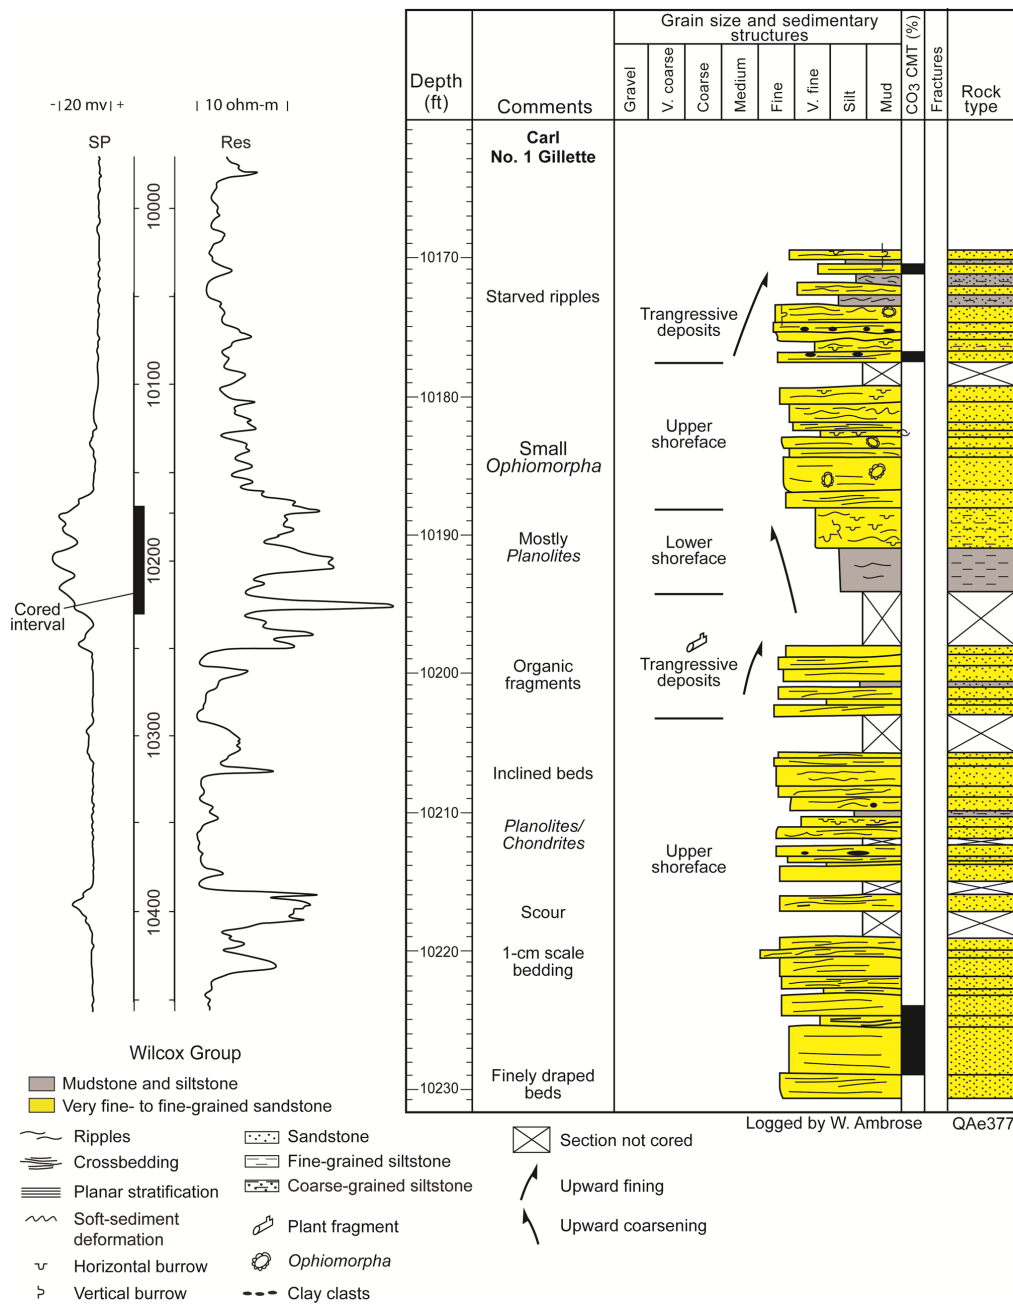 Grain size and sedimentary
structures
Depth
(ft)
Comments
Gravel
V. coarse
Coarse
Medium
Fine
V. fine
Silt
Mud
CO3 CMT (%)
Fractures
Rock
type
- 20 mv +
10 ohm-m
SP
Res
Carl
No. 1 Gillette
10000
10100
10200
10300
10400
Cored
interval
10170
10180
10190
10200
10210
10220
10230
Starved ripples
Small
Ophiomorpha
Mostly
Planolites
Organic
fragments
Inclined beds
Planolites/
Chondrites
Scour
1-cm scale
bedding
Finely draped
beds
Trangressive
deposits
Upper
shoreface
Lower
shoreface
Trangressive
deposits
Upper
shoreface
Logged by W. Ambrose
QAe377
Wilcox Group
Mudstone and siltstone
Very fine- to fine-grained sandstone
Ripples
Crossbedding
Planar stratification
Soft-sediment
deformation
Horizontal burrow
Vertical burrow
Sandstone
Fine-grained siltstone
Coarse-grained siltstone
Plant fragment
Ophiomorpha
Clay clasts
Section not cored
Upward fining
Upward coarsening